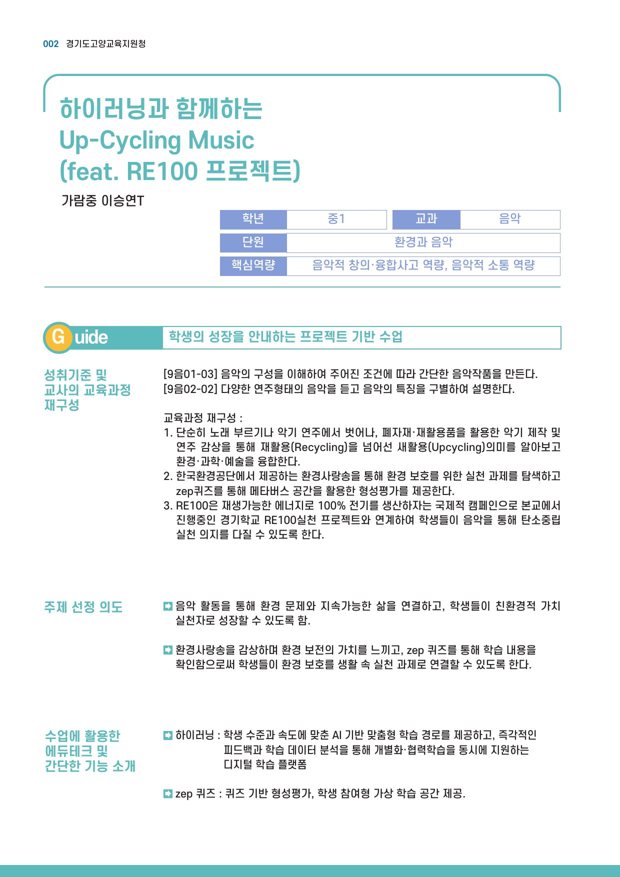 002 경기도고양교육지원청
하이러닝과 함께하는
Up-Cycling Music
(feat. RE100 프로젝트)
가람중 이승연T
학년 중1 교과 음악
단원 환경과 음악
핵심역량 음악적 창의·융합사고 역량, 음악적 소통 역량
Guide 학생의 성장을 안내하는 프로젝트 기반 수업
성취기준 및
교사의 교육과정
재구성
[9음01-03] 음악의 구성을 이해하여 주어진 조건에 따라 간단한 음악작품을 만든다.
[9음02-02] 다양한 연주형태의 음악을 듣고 음악의 특징을 구별하여 설명한다.
교육과정 재구성 :
1. 단순히 노래 부르기나 악기 연주에서 벗어나, 폐자재·재활용품을 활용한 악기 제작 및
연주 감상을 통해 재활용(Recycling)을 넘어선 새활용(Upcycling)의미를 알아보고
환경·과학·예술을 융합한다.
2. 한국환경공단에서 제공하는 환경사랑송을 통해 환경 보호를 위한 실천 과제를 탐색하고
zep퀴즈를 통해 메타버스 공간을 활용한 형성평가를 제공한다.
3. RE100은 재생가능한 에너지로 100% 전기를 생산하자는 국제적 캠페인으로 본교에서
진행중인 경기학교 RE100실천 프로젝트와 연계하여 학생들이 음악을 통해 탄소중립
실천 의지를 다질 수 있도록 한다.
주제 선정 의도
음악 활동을 통해 환경 문제와 지속가능한 삶을 연결하고, 학생들이 친환경적 가치
실천자로 성장할 수 있도록 함.
환경사랑송을 감상하며 환경 보전의 가치를 느끼고, zep 퀴즈를 통해 학습 내용을
확인함으로써 학생들이 환경 보호를 생활 속 실천 과제로 연결할 수 있도록 한다.
수업에 활용한
에듀테크 및
간단한 기능 소개
하이러닝 : 학생 수준과 속도에 맞춘 AI 기반 맞춤형 학습 경로를 제공하고, 즉각적인
피드백과 학습 데이터 분석을 통해 개별화·협력학습을 동시에 지원하는
디지털 학습 플랫폼
zep 퀴즈 : 퀴즈 기반 형성평가, 학생 참여형 가상 학습 공간 제공.